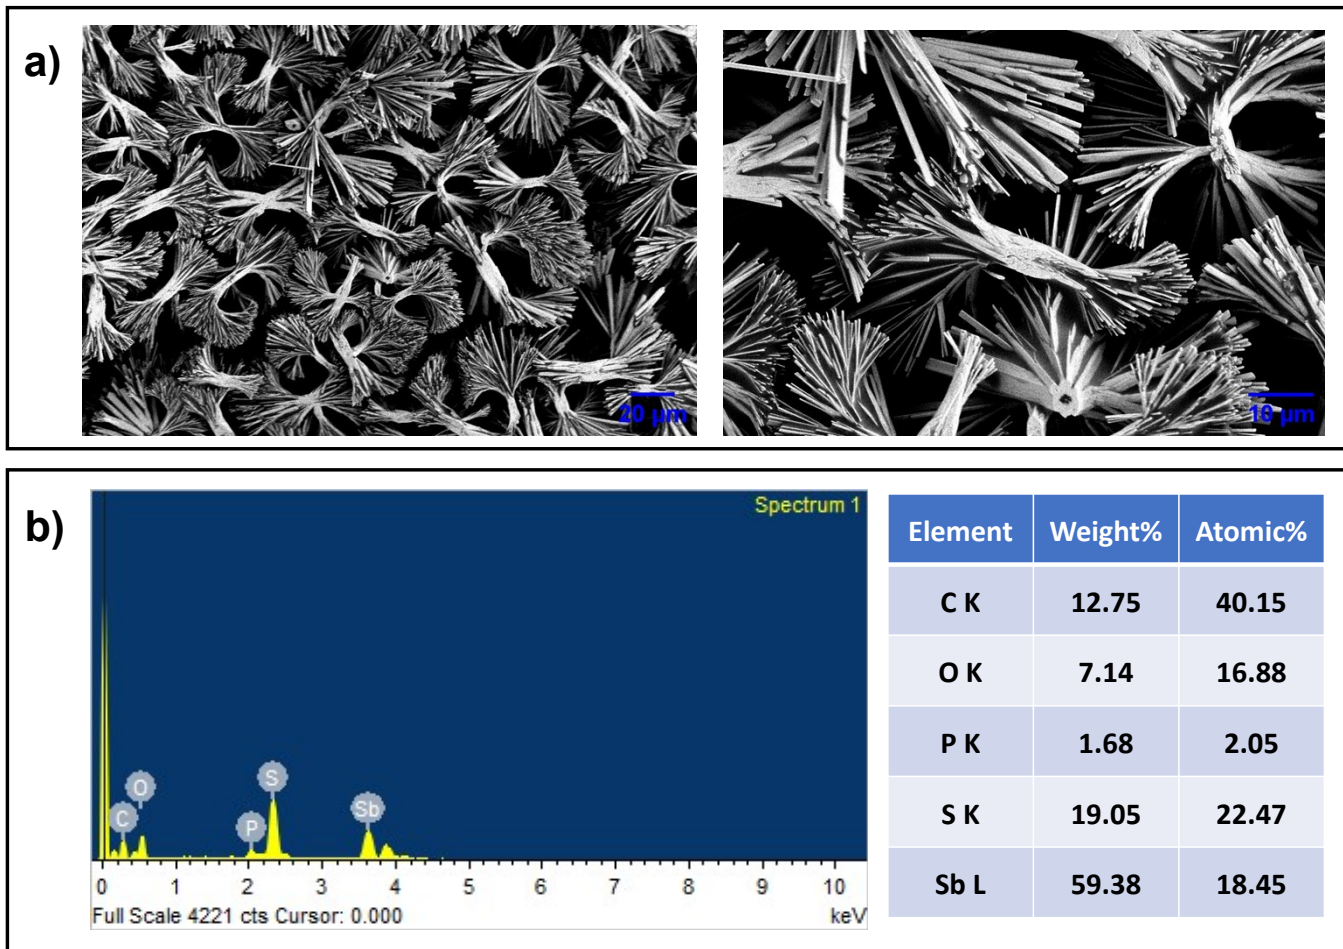 a)
20 µm
10 µm
b)
Spectrum 1
C
O
P
S
Sb
0 1 2 3 4 5 6 7 8 9 10
Full Scale 4221 cts Cursor: 0.000 keV
Element Weight% Atomic%
C K 12.75 40.15
O K 7.14 16.88
P K 1.68 2.05
S K 19.05 22.47
Sb L 59.38 18.45